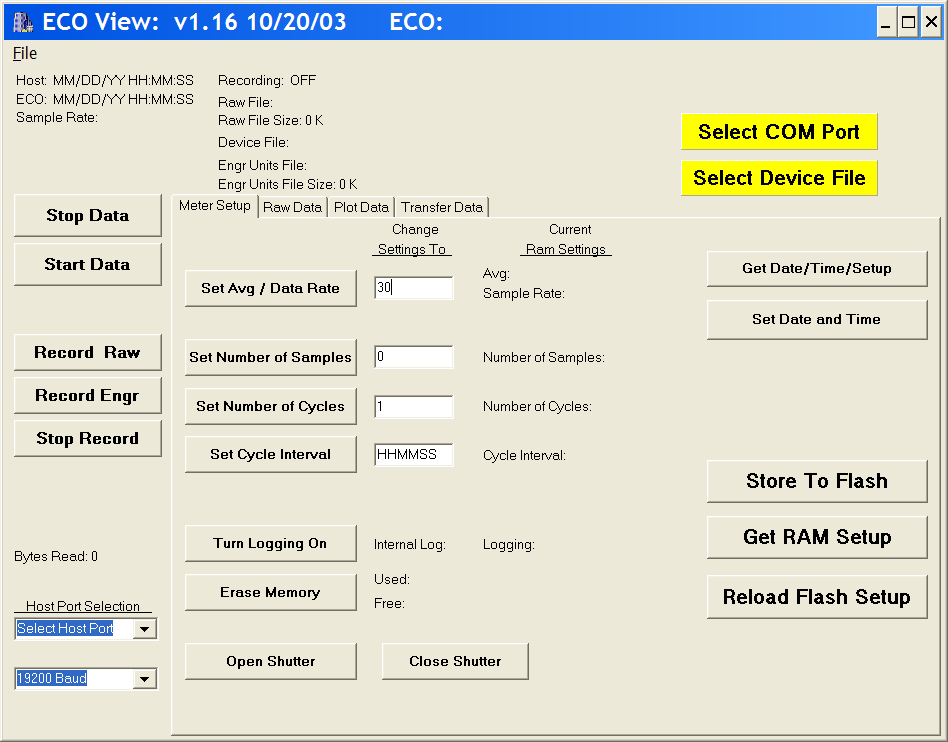 ECO View:  v1.16 10/20/03     ECO:
File
Host:  MM/DD/YY HH:MM:SS
ECO:  MM/DD/YY HH:MM:SS
Sample Rate:
Recording:  OFF
Raw File:
Raw File Size: 0 K
Device File:
Engr Units File:
Engr Units File Size: 0 K
Select COM Port
Select Device File
Stop Data
Start Data
Record  Raw
Record Engr
Stop Record
Bytes Read: 0
Host Port Selection
Select Host Port
19200 Baud
Meter Setup Raw Data Plot Data Transfer Data
Change
Settings To
Current
Ram Settings
Set Avg / Data Rate
30
Avg:
Sample Rate:
Set Number of Samples
0
Number of Samples:
Set Number of Cycles
1
Number of Cycles:
Set Cycle Interval
HHMMSS
Cycle Interval:
Turn Logging On
Internal Log:
Logging:
Erase Memory
Used:
Free:
Open Shutter
Close Shutter
Get Date/Time/Setup
Set Date and Time
Store To Flash
Get RAM Setup
Reload Flash Setup